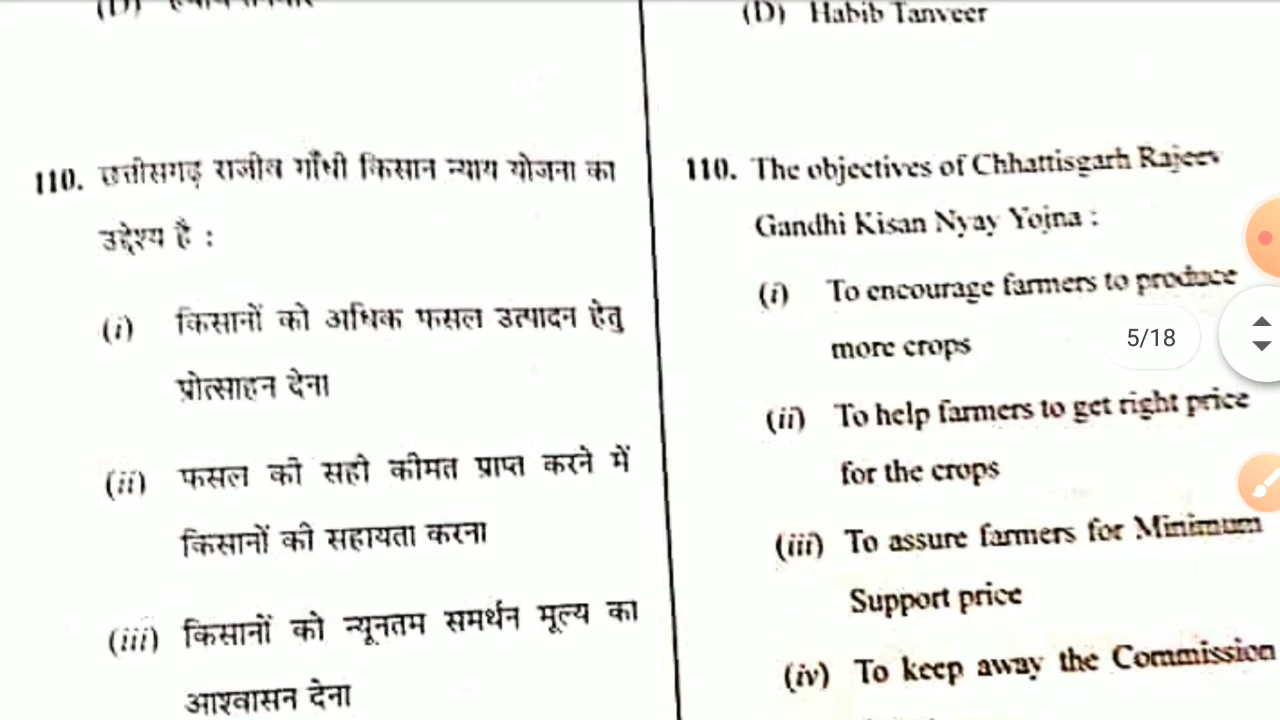 (D) Habib Tanveer
110. छत्तीसगढ़ राजीव गाँधी किसान न्याय योजना का
उद्देश्य है :
(i) किसानों को अधिक फसल उत्पादन हेतु
प्रोत्साहन देना
(ii) फसल की सही कीमत प्राप्त करने में
किसानों की सहायता करना
(iii) किसानों को न्यूनतम समर्थन मूल्य का
आश्वासन देना
110. The objectives of Chhattisgarh Rajeev
Gandhi Kisan Nyay Yojna :
(i) To encourage farmers to produce
more crops
(ii) To help farmers to get right price
for the crops
(iii) To assure farmers for Minimum
Support price
(iv) To keep away the Commission
5/18